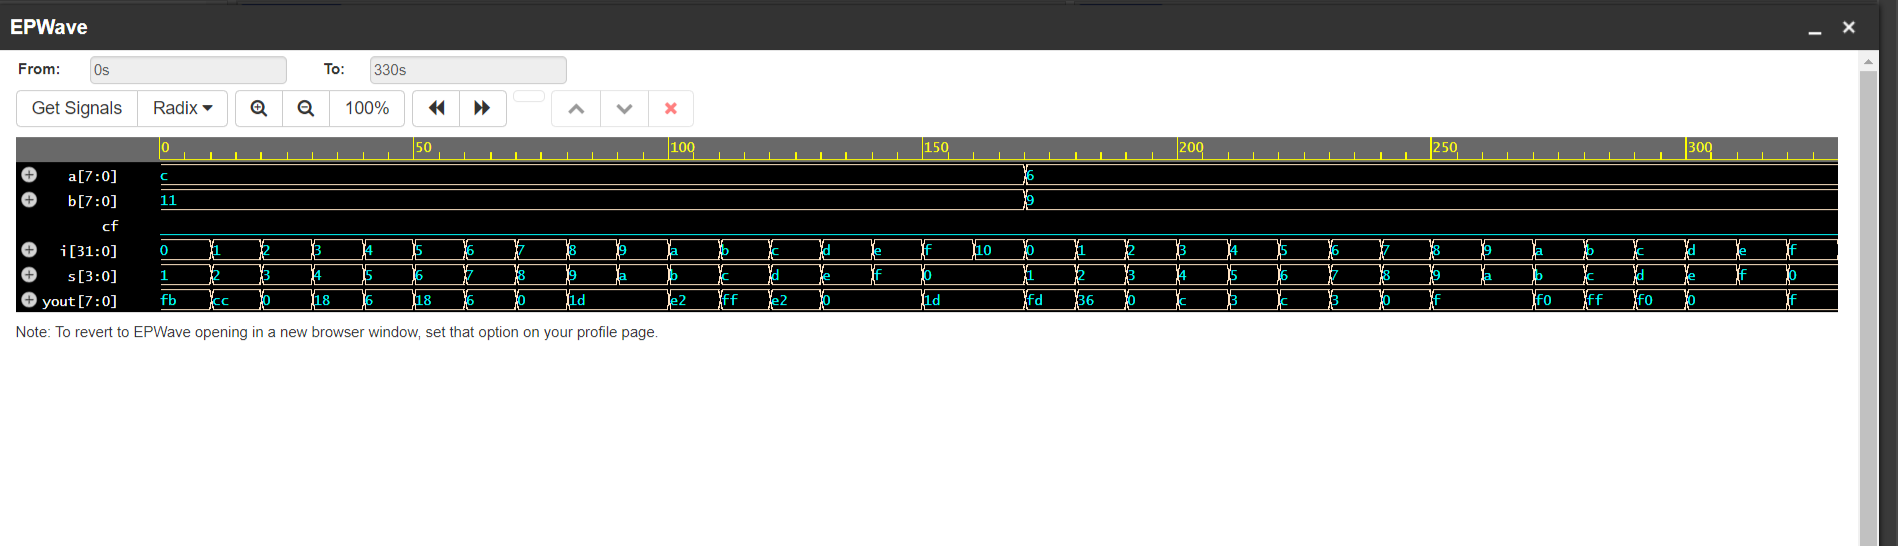 EPWave
From: 0s To: 330s
Get Signals Radix 100%
0 50 100 150 200 250 300
a[7:0] c 6
b[7:0] 11 9
cf
i[31:0] 0 1 2 3 4 5 6 7 8 9 a b c d e f 10 0 1 2 3 4 5 6 7 8 9 a b c d e f
s[3:0] 1 2 3 4 5 6 7 8 9 a b c d e f 0 1 2 3 4 5 6 7 8 9 a b c d e f 0
yout[7:0] fb cc 0 18 6 18 6 0 1d e2 ff e2 0 1d fd 36 0 c 3 c 3 0 f f0 ff f0 0 f
Note: To revert to EPWave opening in a new browser window, set that option on your profile page.